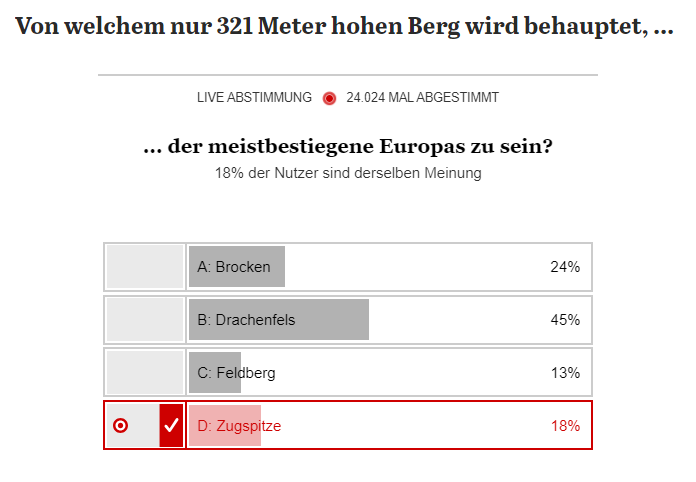 Von welchem nur 321 Meter hohen Berg wird behauptet, ...
LIVE ABSTIMMUNG 24.024 MAL ABGESTIMMT
... der meistbestiegene Europas zu sein?
18% der Nutzer sind derselben Meinung
A: Brocken 24%
B: Drachenfels 45%
C: Feldberg 13%
D: Zugspitze 18%